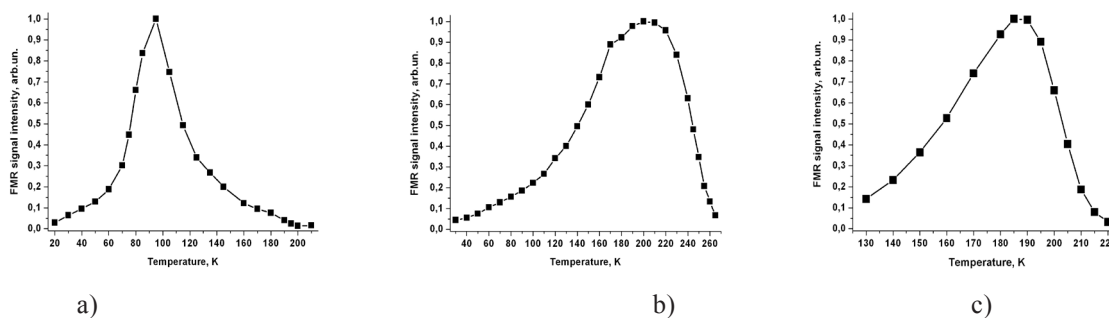 FMR signal intensity, arb.un.
1,0
0,9
0,8
0,7
0,6
0,5
0,4
0,3
0,2
0,1
0,0
20 40 60 80 100 120 140 160 180 200
Temperature, K
a)
FMR signal intensity, arb.un.
1,0
0,9
0,8
0,7
0,6
0,5
0,4
0,3
0,2
0,1
0,0
40 60 80 100 120 140 160 180 200 220 240 260
Temperature, K
b)
FMR signal intensity, arb.un.
1,0
0,9
0,8
0,7
0,6
0,5
0,4
0,3
0,2
0,1
0,0
130 140 150 160 170 180 190 200 210 220
Temperature, K
c)